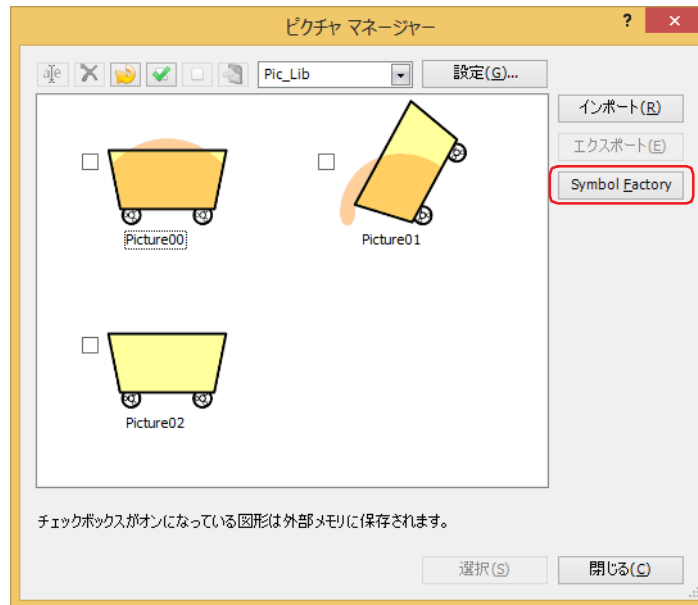 ピクチャ マネージャー
?
Pic_Lib
設定(G)...
インポート(R)
エクスポート(E)
Symbol Factory
Picture00
Picture01
Picture02
チェックボックスがオンになっている図形は外部メモリに保存されます。
選択(S)
閉じる(C)